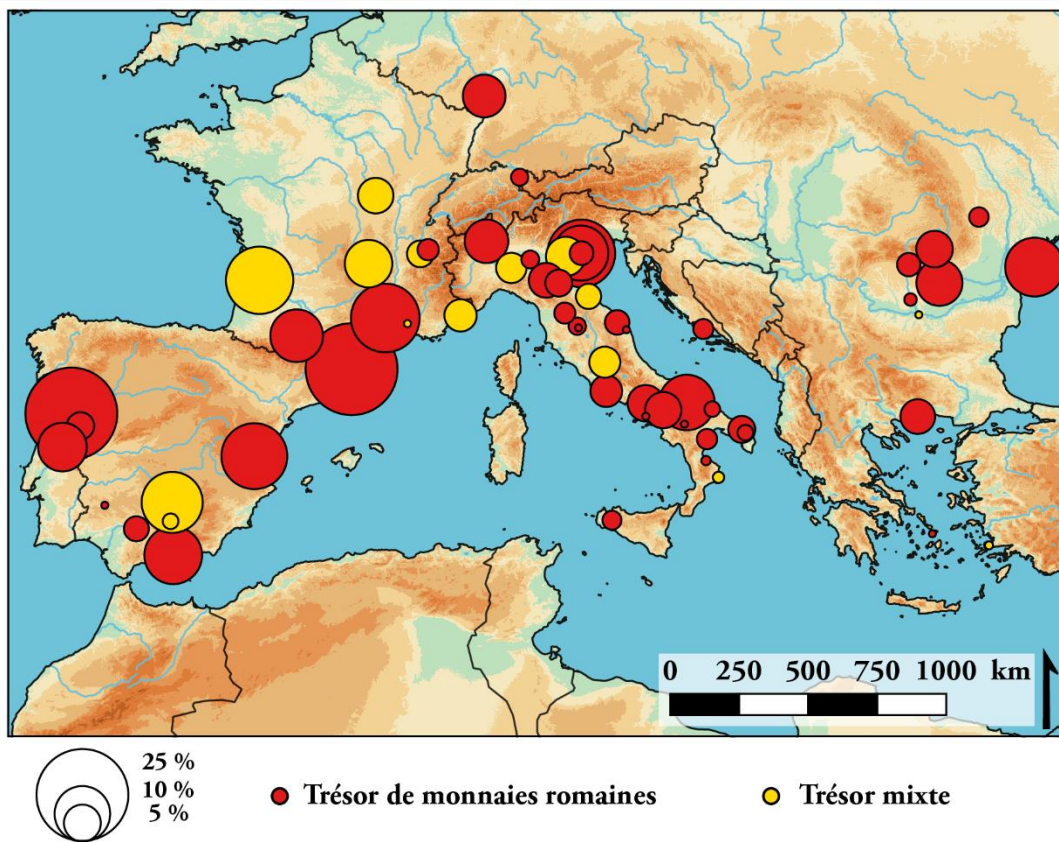 0 250 500 750 1000 km
25 %
10 %
5 %
Trésor de monnaies romaines
Trésor mixte